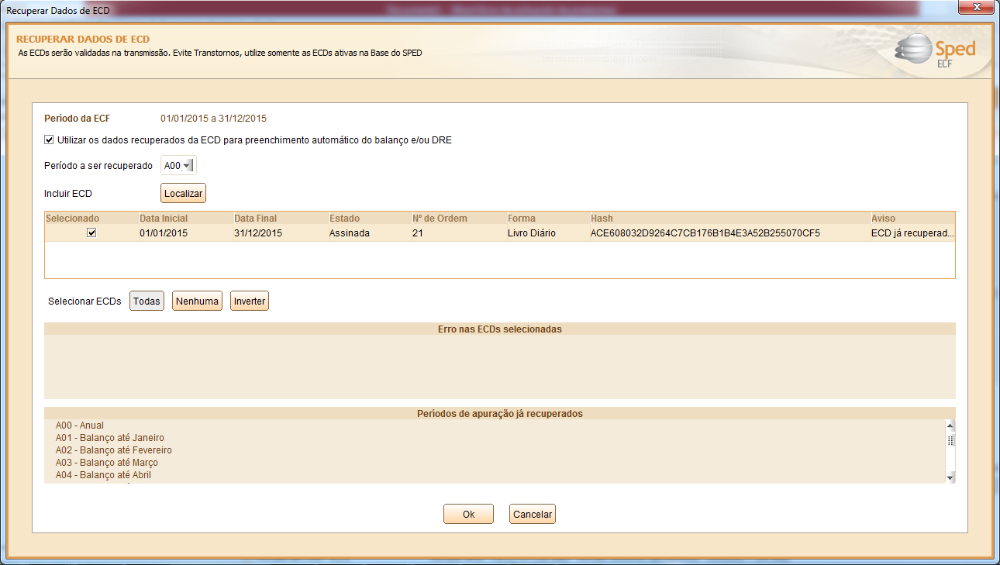 Recuperar Dados de ECD
RECUPERAR DADOS DE ECD
As ECDs serão validadas na transmissão. Evite Transtornos, utilize somente as ECDs ativas na Base do SPED
Sped
ECF
Período da ECF 01/01/2015 a 31/12/2015
Utilizar os dados recuperados da ECD para preenchimento automático do balanço e/ou DRE
Período a ser recuperado A00
Incluir ECD Localizar
Selecionado Data Inicial Data Final Estado Nº de Ordem Forma Hash Aviso
01/01/2015 31/12/2015 Assinada 21 Livro Diário ACE608032D9264C7CB176B1B4E3A52B255070CF5 ECD já recuperad...
Selecionar ECDs Todas Nenhuma Inverter
Erro nas ECDs selecionadas
Períodos de apuração já recuperados
A00 - Anual
A01 - Balanço até Janeiro
A02 - Balanço até Fevereiro
A03 - Balanço até Março
A04 - Balanço até Abril
Ok Cancelar